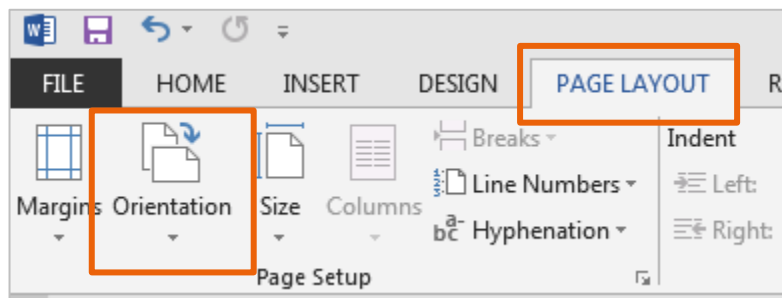 FILE HOME INSERT DESIGN PAGE LAYOUT R
Breaks Indent
Line Numbers Left:
Margins Orientation Size Columns
Hyphenation Right:
Page Setup